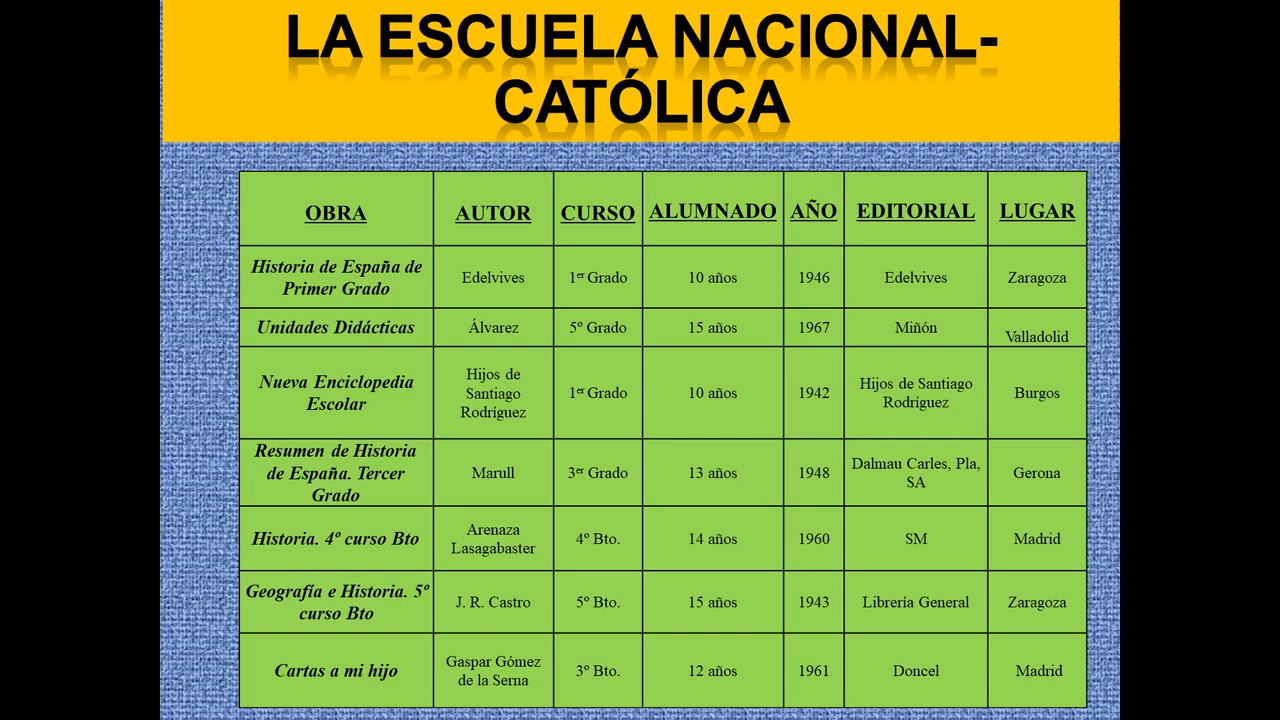 LA ESCUELA NACIONAL-
CATÓLICA
OBRA AUTOR CURSO ALUMNADO AÑO EDITORIAL LUGAR
Historia de España de
Primer Grado
Edelvives
1er Grado
10 años
1946
Edelvives
Zaragoza
Unidades Didácticas
Álvarez
5º Grado
15 años
1967
Miñón
Valladolid
Nueva Enciclopedia
Escolar
Hijos de
Santiago
Rodríguez
1er Grado
10 años
1942
Hijos de Santiago
Rodríguez
Burgos
Resumen de Historia
de España. Tercer
Grado
Marull
3er Grado
13 años
1948
Dalmau Carles, Pla,
SA
Gerona
Historia. 4º curso Bto
Arenaza
Lasagabaster
4º Bto.
14 años
1960
SM
Madrid
Geografía e Historia. 5º
curso Bto
J. R. Castro
5º Bto.
15 años
1943
Librería General
Zaragoza
Cartas a mi hijo
Gaspar Gómez
de la Serna
3º Bto.
12 años
1961
Doncel
Madrid